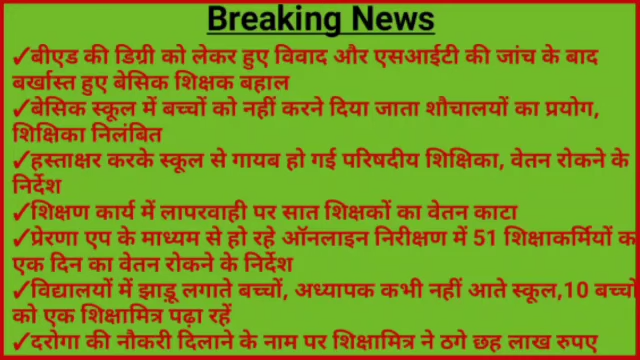 Breaking News
✓बीएड की डिग्री को लेकर हुए विवाद और एसआईटी की जांच के बाद
बर्खास्त हुए बेसिक शिक्षक बहाल
✓बेसिक स्कूल में बच्चों को नहीं करने दिया जाता शौचालयों का प्रयोग,
शिक्षिका निलंबित
✓हस्ताक्षर करके स्कूल से गायब हो गई परिषदीय शिक्षिका, वेतन रोकने के
निर्देश
✓शिक्षण कार्य में लापरवाही पर सात शिक्षकों का वेतन काटा
✓प्रेरणा एप के माध्यम से हो रहे ऑनलाइन निरीक्षण में 51 शिक्षाकर्मियों क
एक दिन का वेतन रोकने के निर्देश
✓विद्यालयों में झाड़ू लगाते बच्चों, अध्यापक कभी नहीं आते स्कूल,10 बच्चो
को एक शिक्षामित्र पढ़ा रहें
✓दरोगा की नौकरी दिलाने के नाम पर शिक्षामित्र ने ठगे छह लाख रुपए